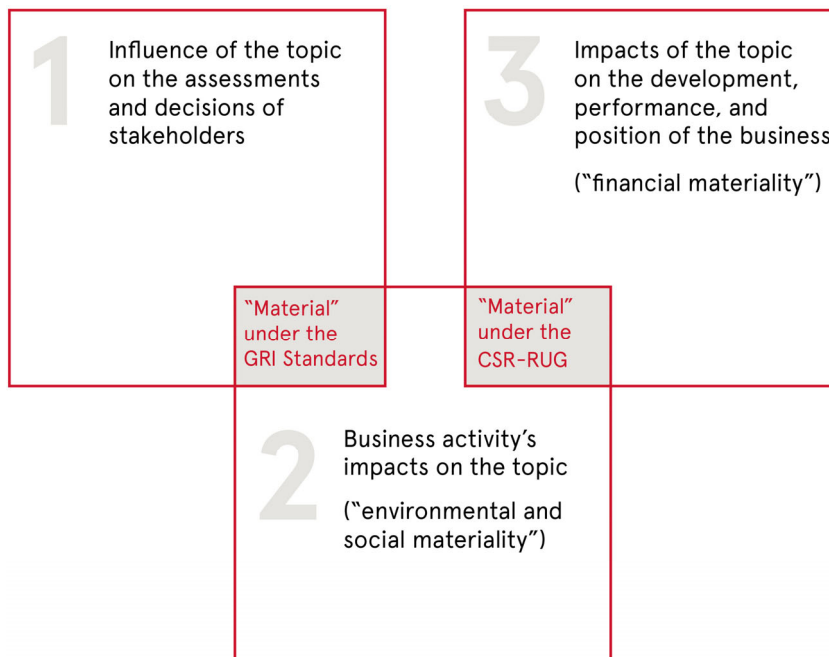 1
Influence of the topic
on the assessments
and decisions of
stakeholders
3
Impacts of the topic
on the development,
performance, and
position of the business
(“financial materiality”)
“Material”
under the
GRI Standards
“Material”
under the
CSR-RUG
2
Business activity’s
impacts on the topic
(“environmental and
social materiality”)